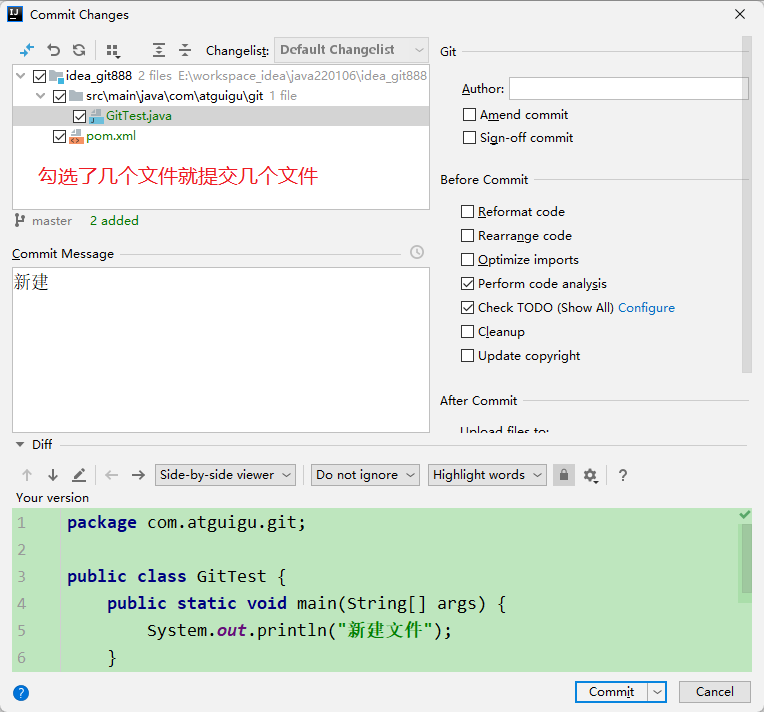 Commit Changes
Changelist: Default Changelist
idea_git888 2 files E:\workspace_idea\java220106\idea_git888
src\main\java\com\atguigu\git 1 file
GitTest.java
pom.xml
勾选了几个文件就提交几个文件
master 2 added
Commit Message
新建
Git
Author:
Amend commit
Sign-off commit
Before Commit
Reformat code
Rearrange code
Optimize imports
Perform code analysis
Check TODO (Show All) Configure
Cleanup
Update copyright
After Commit
Upload files to:
Diff
Side-by-side viewer Do not ignore Highlight words ?
Your version
1 package com.atguigu.git;
2
3 public class GitTest {
4 public static void main(String[] args) {
5 System.out.println("新建文件");
6 }
? Commit Cancel